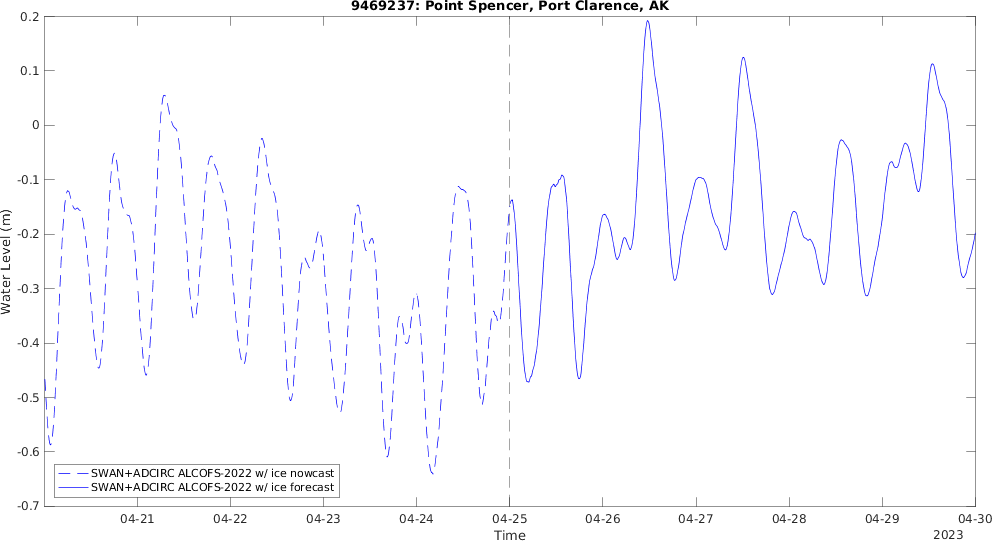 9469237: Point Spencer, Port Clarence, AK
0.2
0.1
0
-0.1
-0.2
-0.3
-0.4
-0.5
-0.6
-0.7
Water Level (m)
SWAN+ADCIRC ALCOFS-2022 w/ ice nowcast
SWAN+ADCIRC ALCOFS-2022 w/ ice forecast
04-21 04-22 04-23 04-24 04-25 04-26 04-27 04-28 04-29 04-30
Time 2023